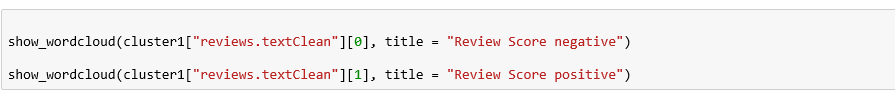 show_wordcloud(cluster1["reviews.textClean"][0], title = "Review Score negative")
show_wordcloud(cluster1["reviews.textClean"][1], title = "Review Score positive")